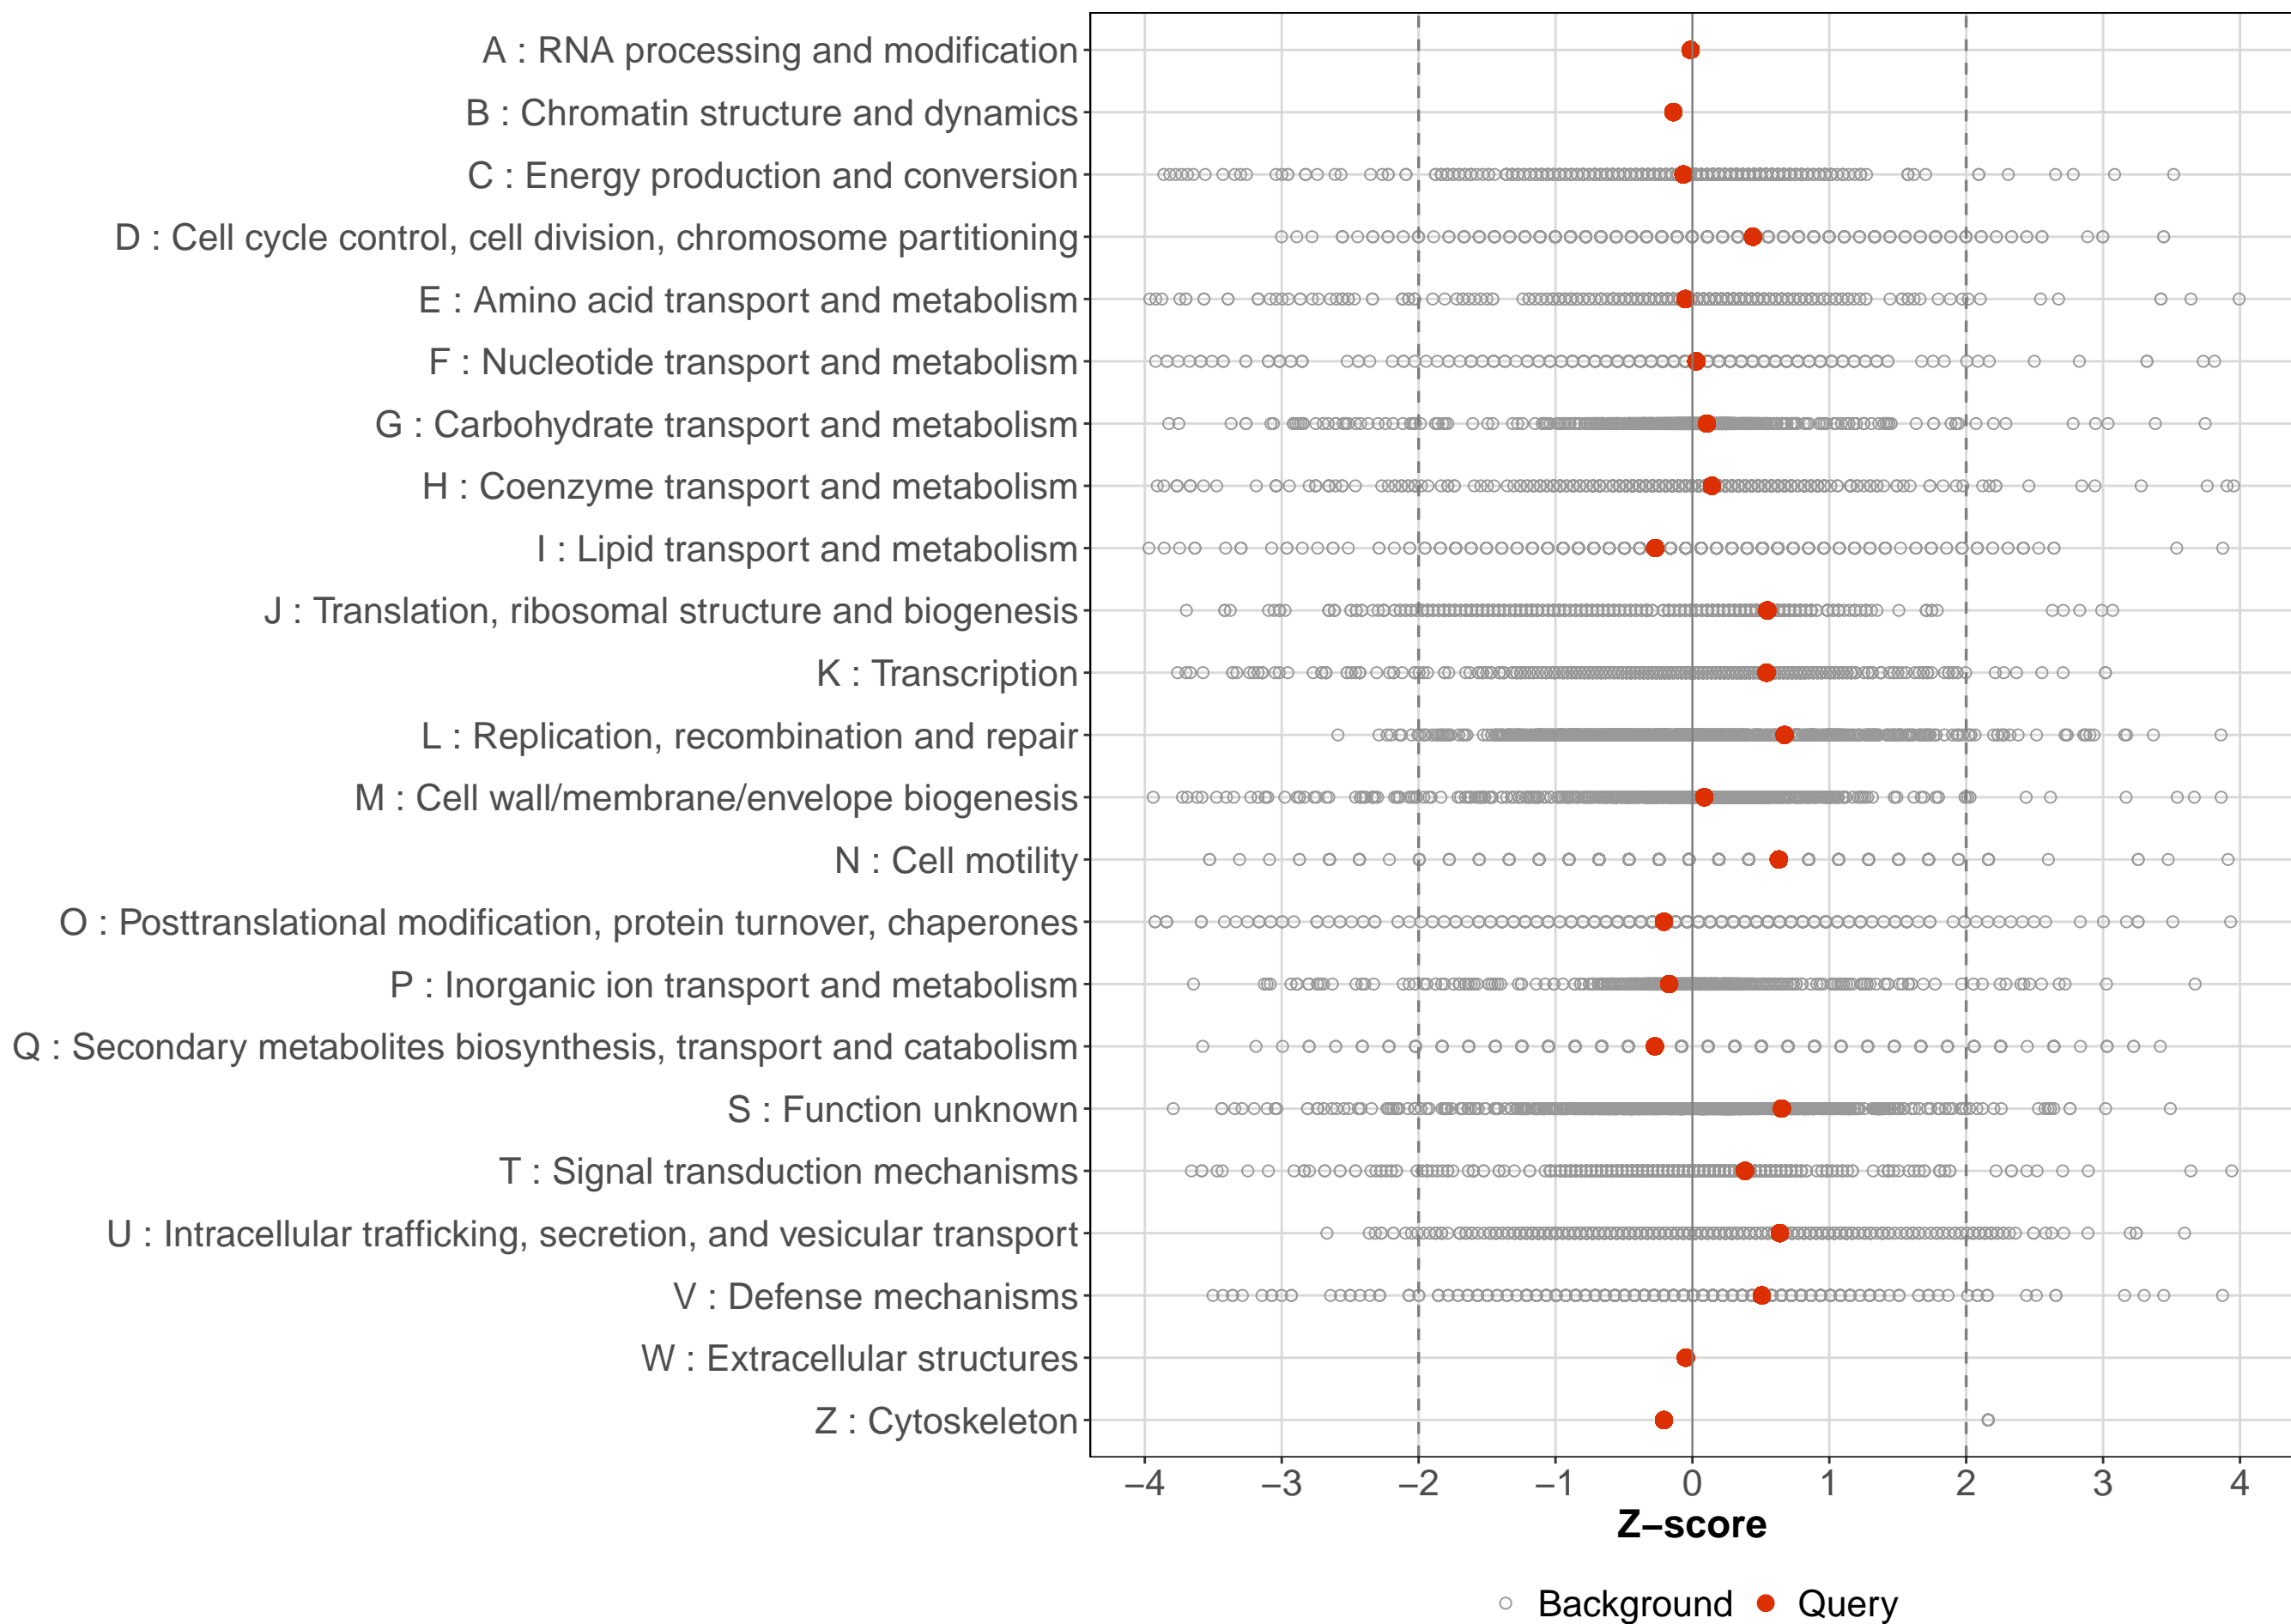 A : RNA processing and modification
B : Chromatin structure and dynamics
C : Energy production and conversion
D : Cell cycle control, cell division, chromosome partitioning
E : Amino acid transport and metabolism
F : Nucleotide transport and metabolism
G : Carbohydrate transport and metabolism
H : Coenzyme transport and metabolism
I : Lipid transport and metabolism
J : Translation, ribosomal structure and biogenesis
K : Transcription
L : Replication, recombination and repair
M : Cell wall/membrane/envelope biogenesis
N : Cell motility
O : Posttranslational modification, protein turnover, chaperones
P : Inorganic ion transport and metabolism
Q : Secondary metabolites biosynthesis, transport and catabolism
S : Function unknown
T : Signal transduction mechanisms
U : Intracellular trafficking, secretion, and vesicular transport
V : Defense mechanisms
W : Extracellular structures
Z : Cytoskeleton
−4 −3 −2 −1 0 1 2 3 4
Z−score
Background Query